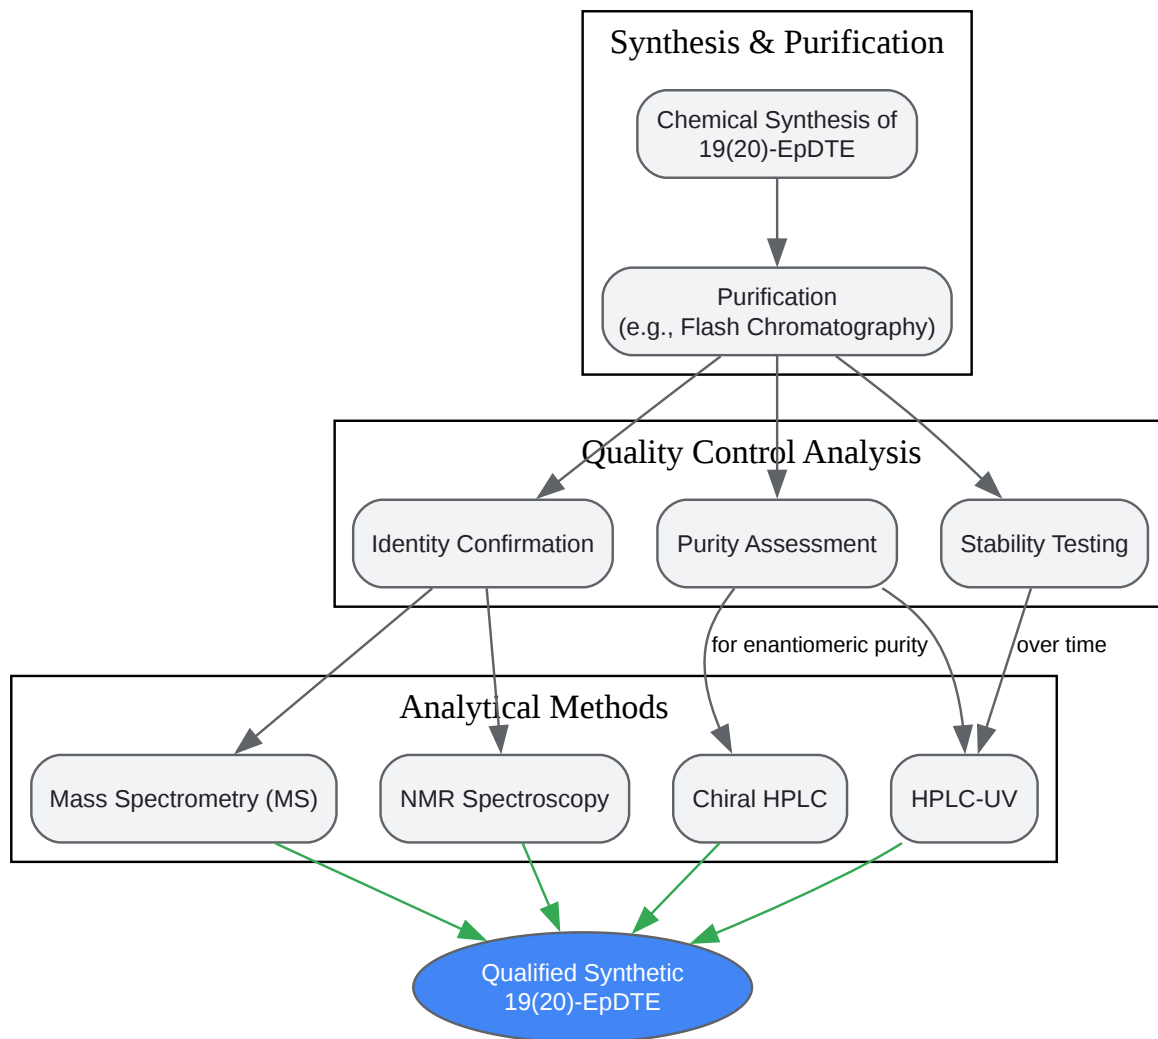 Synthesis & Purification
Chemical Synthesis of
19(20)-EpDTE
Purification
(e.g., Flash Chromatography)
Quality Control Analysis
Identity Confirmation
Purity Assessment
Stability Testing
for enantiomeric purity
over time
Analytical Methods
Mass Spectrometry (MS)
NMR Spectroscopy
Chiral HPLC
HPLC-UV
Qualified Synthetic
19(20)-EpDTE